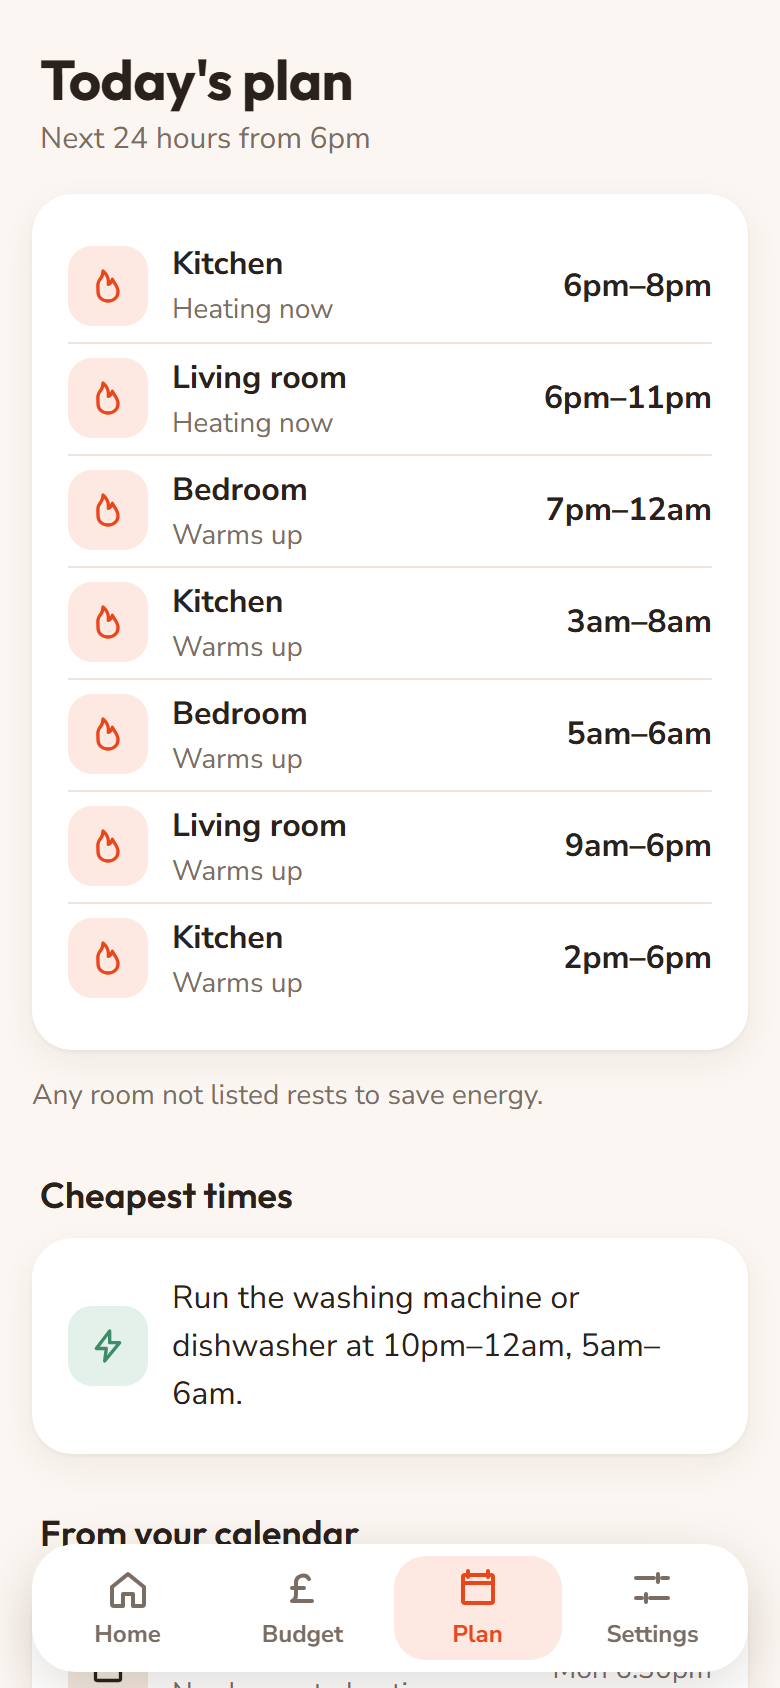 Today's plan
Next 24 hours from 6pm
Kitchen
Heating now
6pm–8pm
Living room
Heating now
6pm–11pm
Bedroom
Warms up
7pm–12am
Kitchen
Warms up
3am–8am
Bedroom
Warms up
5am–6am
Living room
Warms up
9am–6pm
Kitchen
Warms up
2pm–6pm
Any room not listed rests to save energy.
Cheapest times
Run the washing machine or
dishwasher at 10pm–12am, 5am–
6am.
From your calendar
Mon 6:30pm
Home
Budget
Plan
Settings